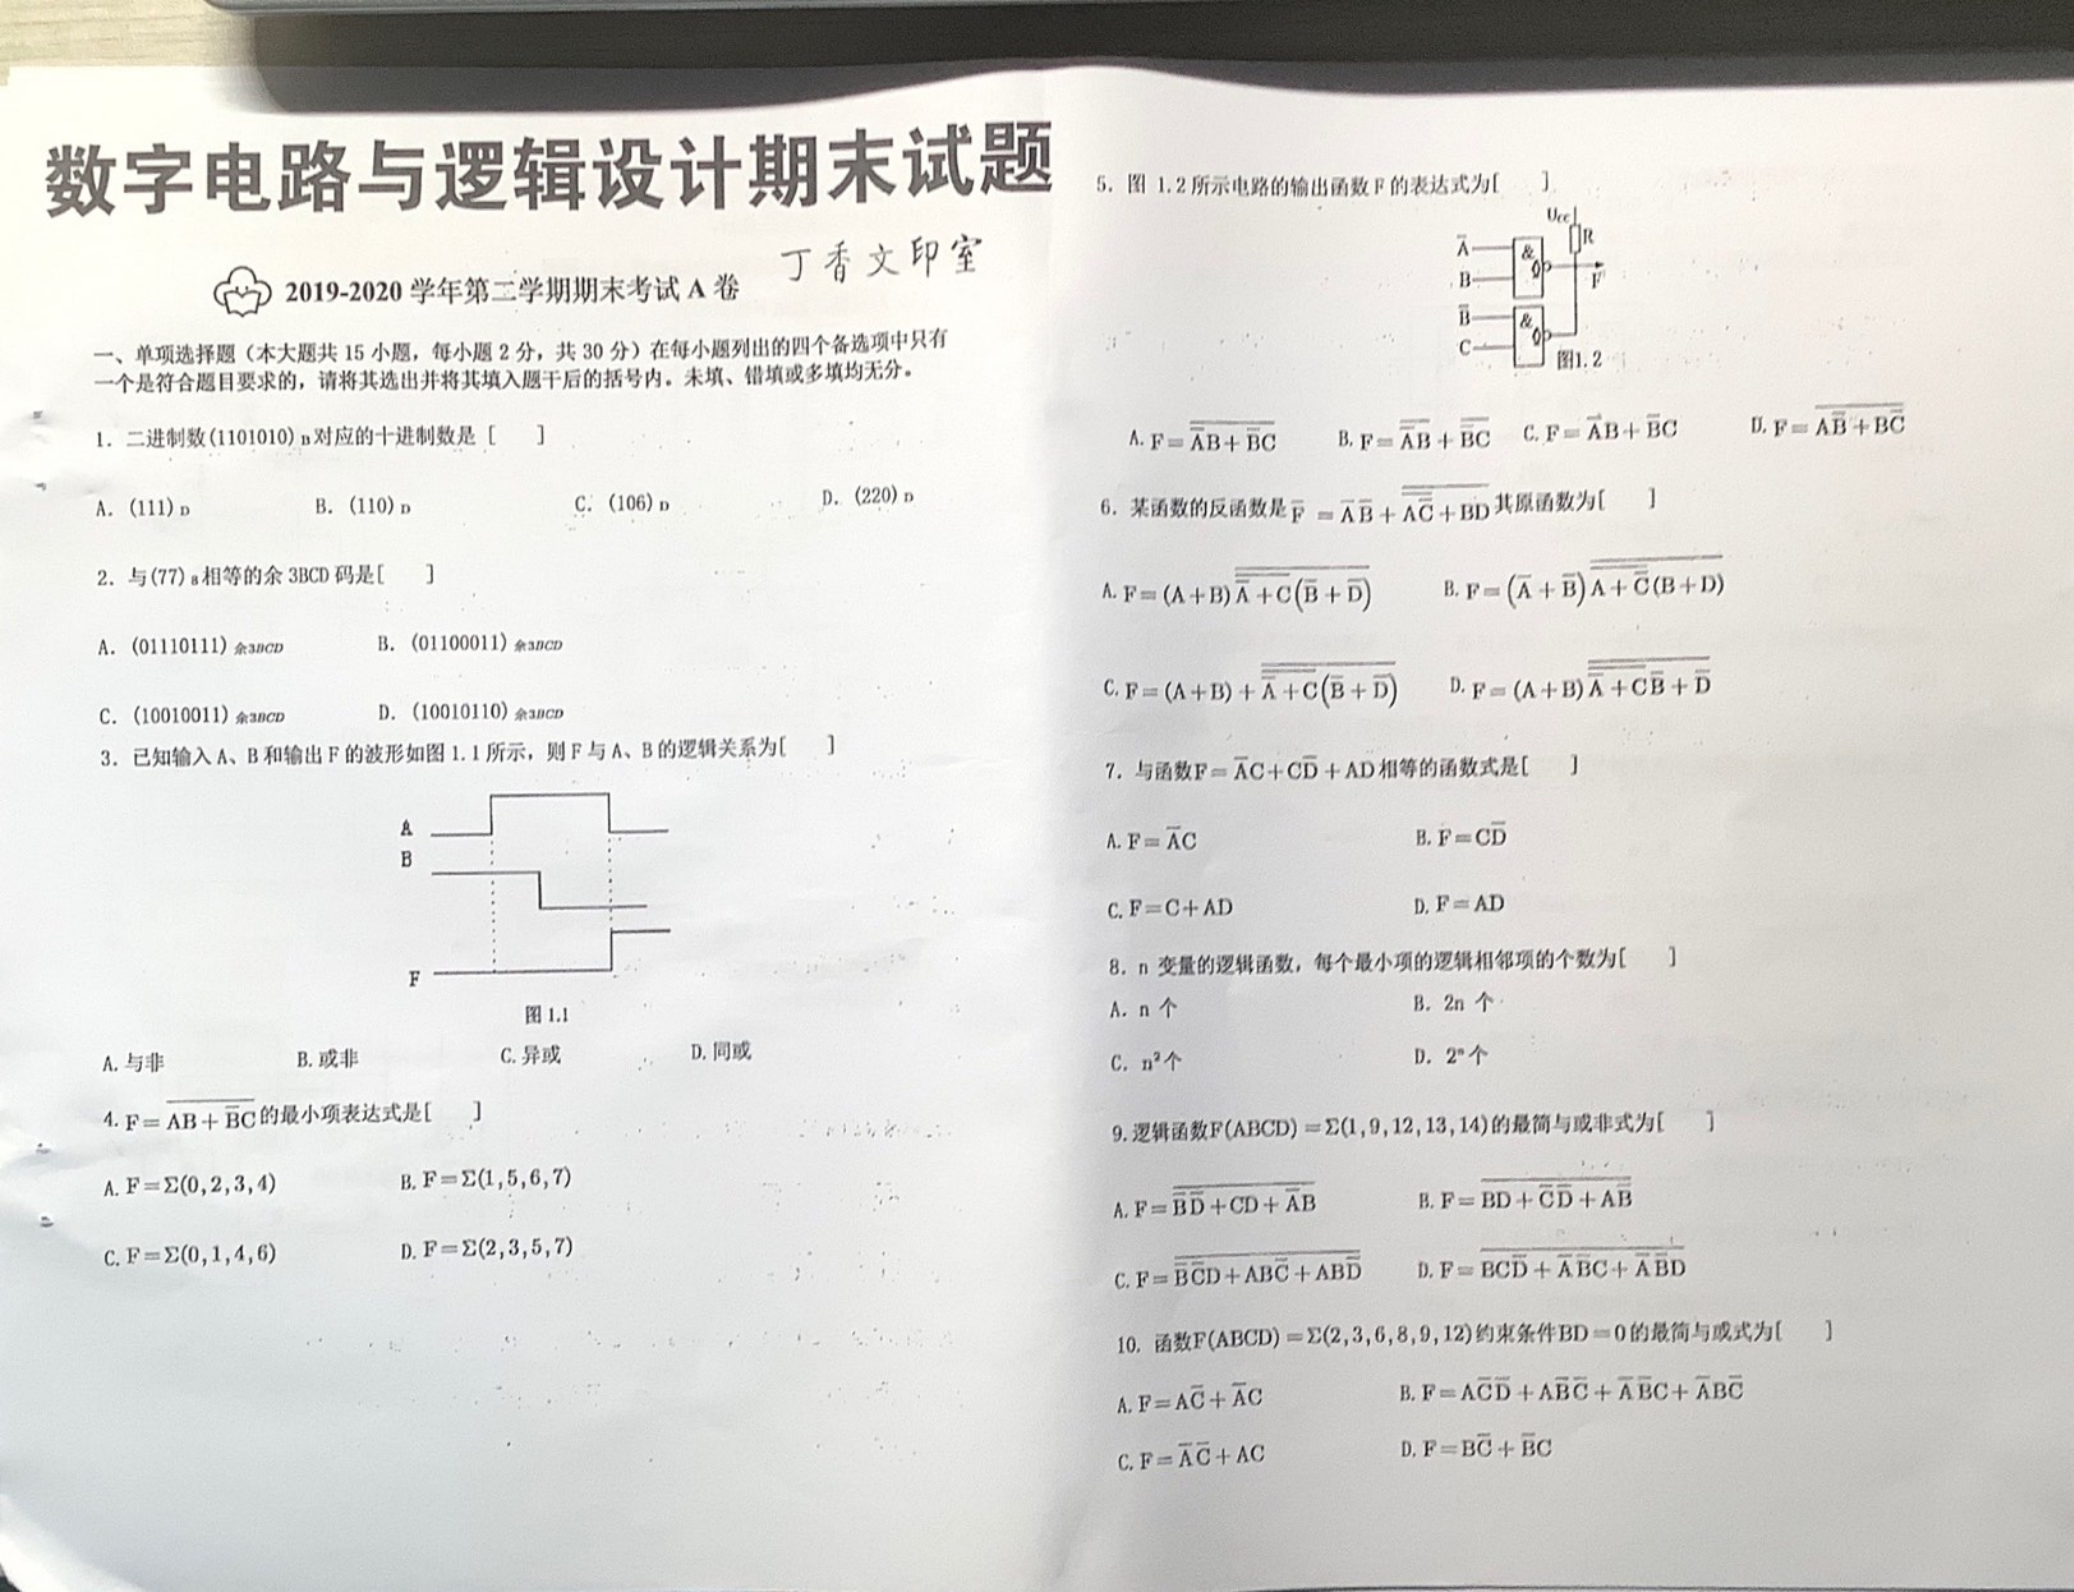 数字电路与逻辑设计期末试题
丁香文印室
2019-2020 学年第二学期期末考试 A 卷
一、单项选择题（本大题共 15 小题，每小题 2 分，共 30 分）在每小题列出的四个备选项中只有
一个是符合题目要求的，请将其选出并将其填入题干后的括号内。未填、错填或多填均无分。
1. 二进制数(1101010)B对应的十进制数是 [ ]
A. (111)D B. (110)D C. (106)D D. (220)D
2. 与(77)8相等的余 3BCD 码是[ ]
A. (01110111)余3BCD B. (01100011)余3BCD
C. (10010011)余3BCD D. (10010110)余3BCD
3. 已知输入 A、B 和输出 F 的波形如图 1.1 所示，则 F 与 A、B 的逻辑关系为[ ]
A
B
F
图 1.1
A. 与非 B. 或非 C. 异或 D. 同或
4. F= \overline{AB+\overline{B}C}的最小项表达式是[ ]
A. F=Σ(0,2,3,4) B. F=Σ(1,5,6,7)
C. F=Σ(0,1,4,6) D. F=Σ(2,3,5,7)
5. 图 1.2 所示电路的输出函数 F 的表达式为[ ]
Ucc
R
A̅ &
B F
B̅ &
C
图1.2
A. F=\overline{\overline{A}B+\overline{B}C} B. F=\overline{\overline{A}B}+\overline{\overline{B}C} C. F=\overline{A}B+\overline{B}C D. F=\overline{A\overline{B}+B\overline{C}}
6. 某函数的反函数是\overline{F}=\overline{A}\overline{B}+\overline{\overline{A\overline{C}}+BD}其原函数为[ ]
A. F=(A+B)\overline{\overline{\overline{A}+C}(\overline{B}+\overline{D})} B. F=(\overline{A}+\overline{B})\overline{\overline{A+\overline{C}}(B+D)}
C. F=(A+B)+\overline{\overline{\overline{A}+C}(\overline{B}+\overline{D})} D. F=(A+B)\overline{\overline{\overline{A}+C}\overline{B}+\overline{D}}
7. 与函数F=\overline{A}C+C\overline{D}+AD相等的函数式是[ ]
A. F=\overline{A}C B. F=C\overline{D}
C. F=C+AD D. F=AD
8. n 变量的逻辑函数，每个最小项的逻辑相邻项的个数为[ ]
A. n 个 B. 2n 个
C. n²个 D. 2ⁿ个
9. 逻辑函数F(ABCD)=Σ(1,9,12,13,14)的最简与或非式为[ ]
A. F=\overline{\overline{B}\overline{D}+CD+\overline{A}B} B. F=\overline{BD+\overline{C}\overline{D}+A\overline{B}}
C. F=\overline{\overline{B}\overline{C}D+AB\overline{C}+AB\overline{D}} D. F=\overline{BC\overline{D}+\overline{A}\overline{B}C+\overline{A}\overline{B}D}
10. 函数F(ABCD)=Σ(2,3,6,8,9,12)约束条件BD=0的最简与或式为[ ]
A. F=A\overline{C}+\overline{A}C B. F=A\overline{C}\overline{D}+A\overline{B}\overline{C}+\overline{A}\overline{B}C+\overline{A}B\overline{C}
C. F=\overline{A}\overline{C}+AC D. F=B\overline{C}+\overline{B}C